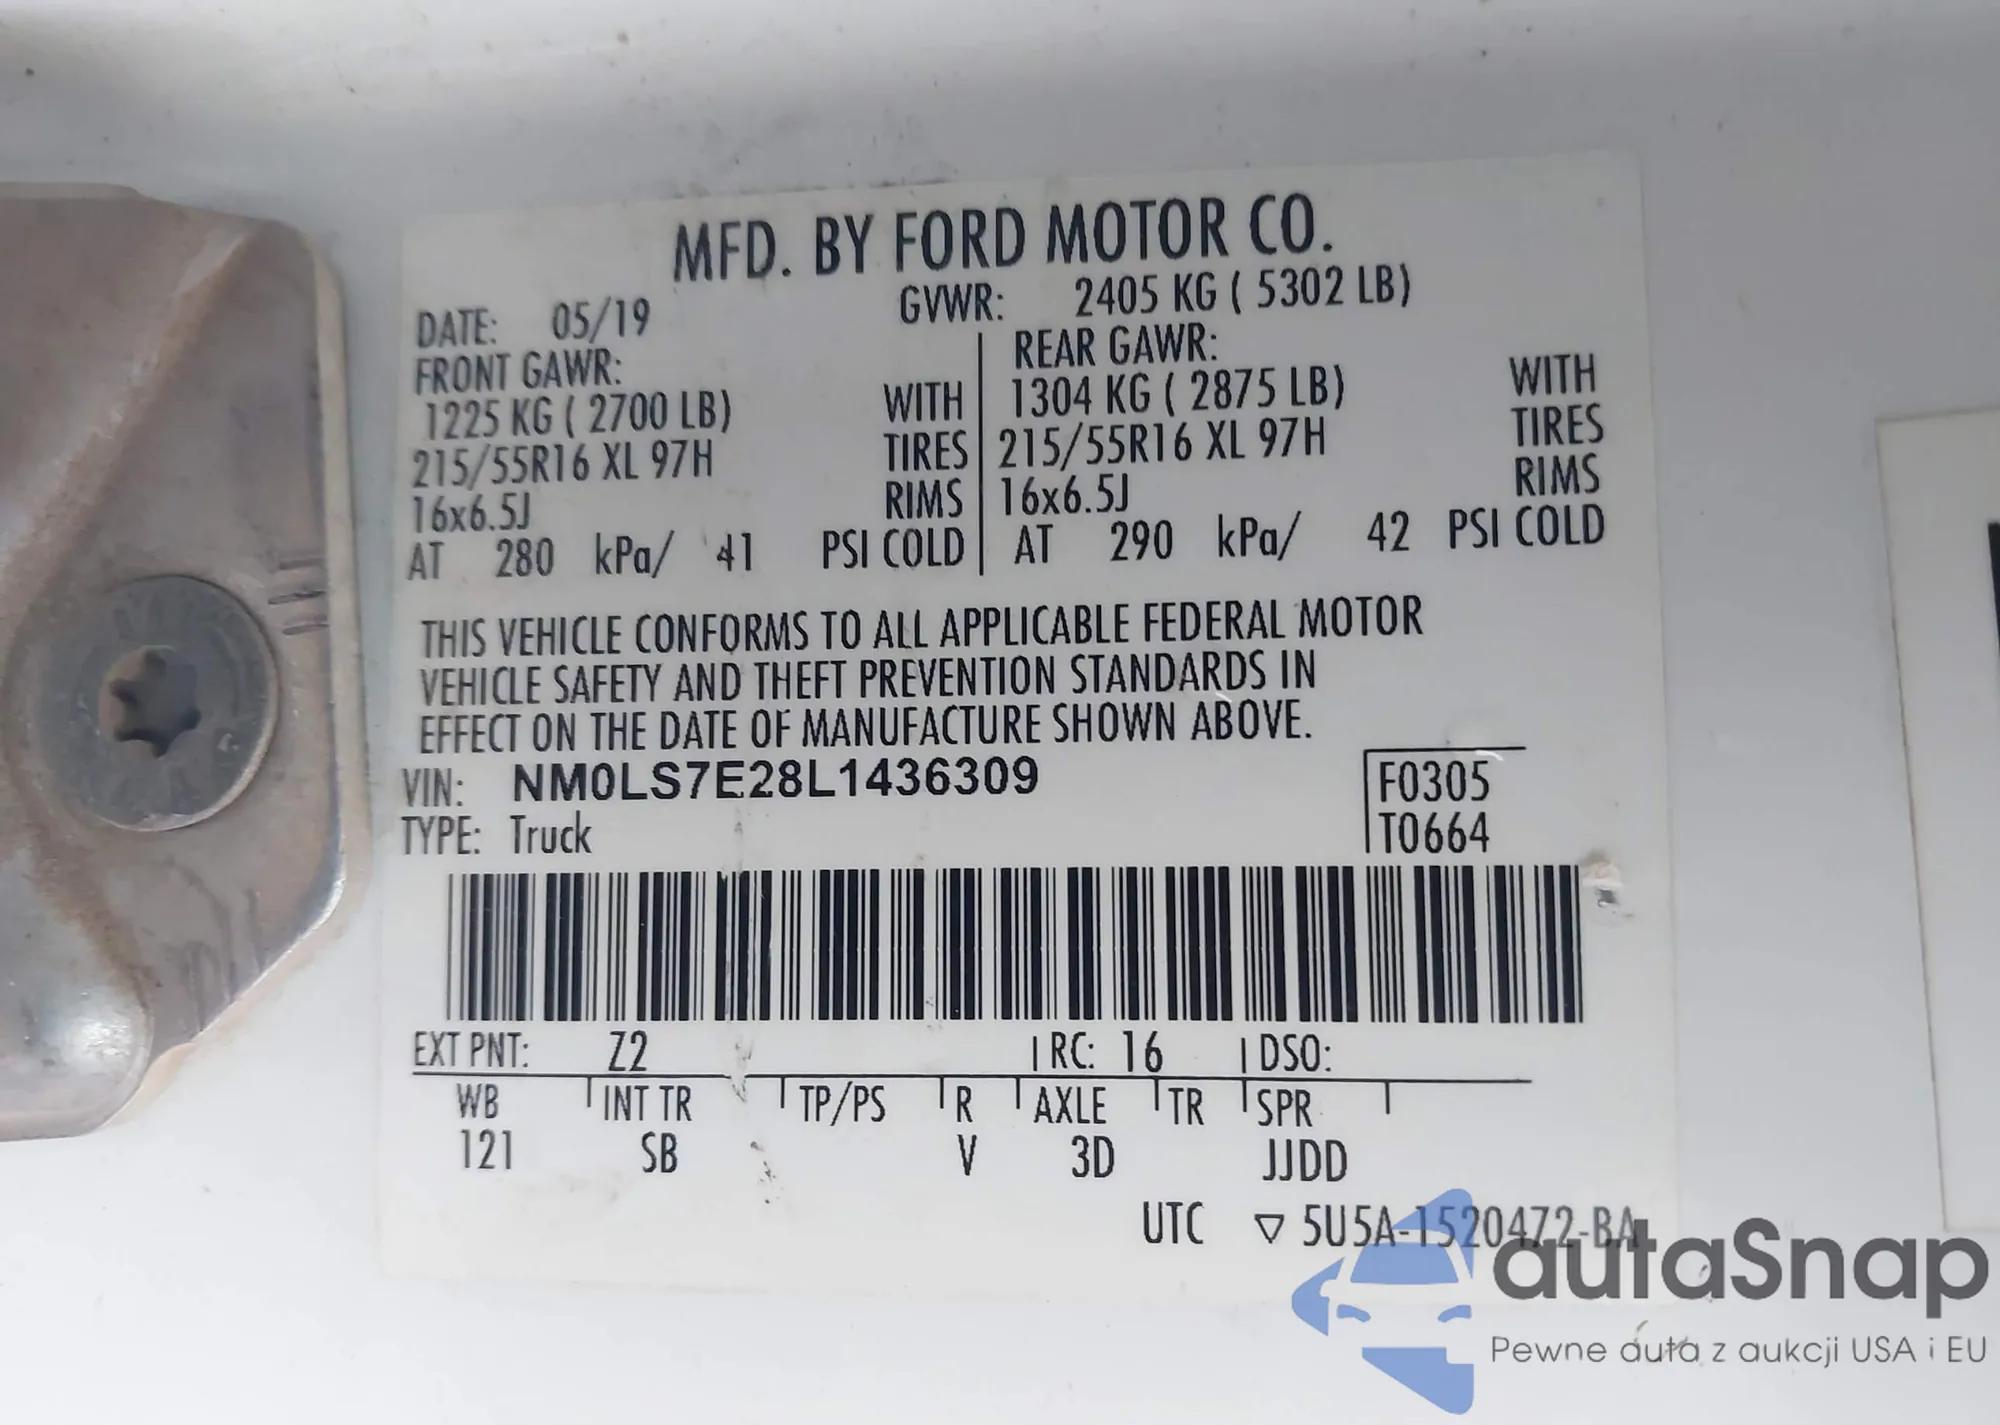 MFD. BY FORD MOTOR CO.
DATE: 05/19 GVWR: 2405 KG ( 5302 LB)
FRONT GAWR: REAR GAWR:
1225 KG ( 2700 LB) WITH 1304 KG ( 2875 LB) WITH
215/55R16 XL 97H TIRES 215/55R16 XL 97H TIRES
16x6.5J RIMS 16x6.5J RIMS
AT 280 kPa/ 41 PSI COLD AT 290 kPa/ 42 PSI COLD
THIS VEHICLE CONFORMS TO ALL APPLICABLE FEDERAL MOTOR
VEHICLE SAFETY AND THEFT PREVENTION STANDARDS IN
EFFECT ON THE DATE OF MANUFACTURE SHOWN ABOVE.
VIN: NM0LS7E28L1436309 F0305
TYPE: Truck T0664
EXT PNT: Z2 RC: 16 DSO:
WB INT TR TP/PS R AXLE TR SPR
121 SB V 3D JJDD
UTC ▽ 5U5A-1520472-BA
autaSnap
Pewne auta z aukcji USA i EU